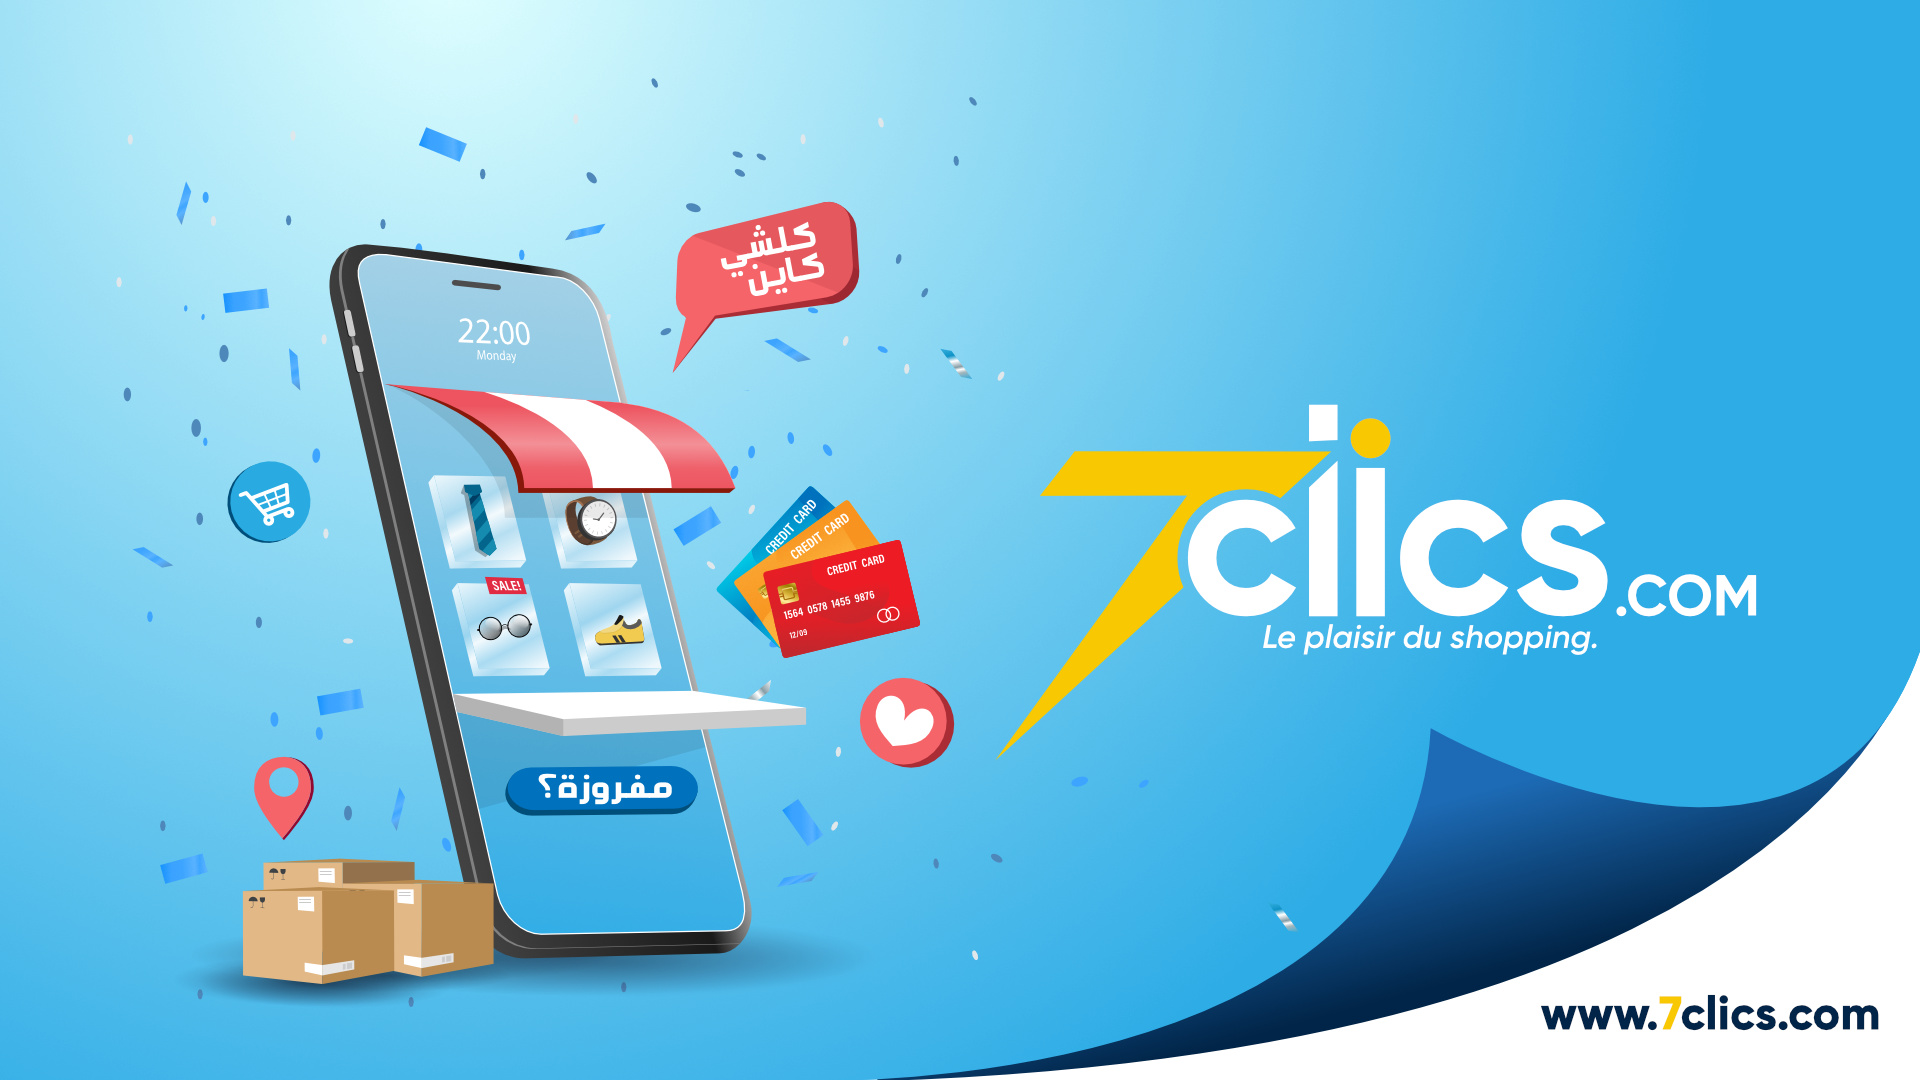 22:00
Monday
كلشي
كاين
SALE!
CREDIT CARD
CREDIT CARD
CREDIT CARD
1564 0578 1455 9876
12/09
مفروزة؟
7clics.COM
Le plaisir du shopping.
www.7clics.com